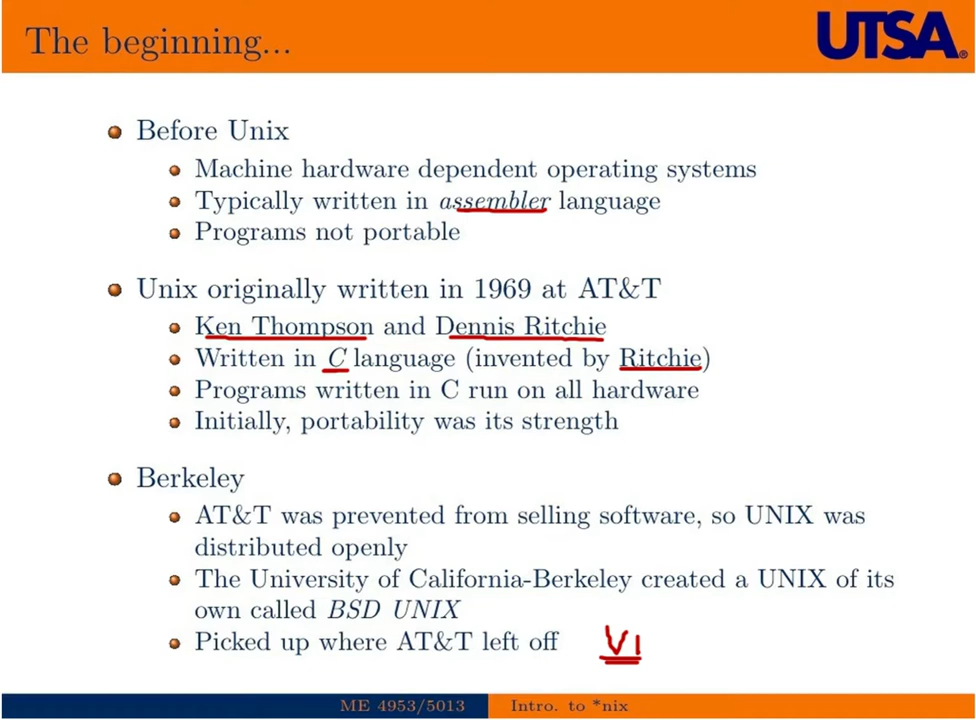 The beginning...
UTSA®
Before Unix
Machine hardware dependent operating systems
Typically written in assembler language
Programs not portable
Unix originally written in 1969 at AT&T
Ken Thompson and Dennis Ritchie
Written in C language (invented by Ritchie)
Programs written in C run on all hardware
Initially, portability was its strength
Berkeley
AT&T was prevented from selling software, so UNIX was
distributed openly
The University of California-Berkeley created a UNIX of its
own called BSD UNIX
Picked up where AT&T left off VI
ME 4953/5013 Intro. to *nix